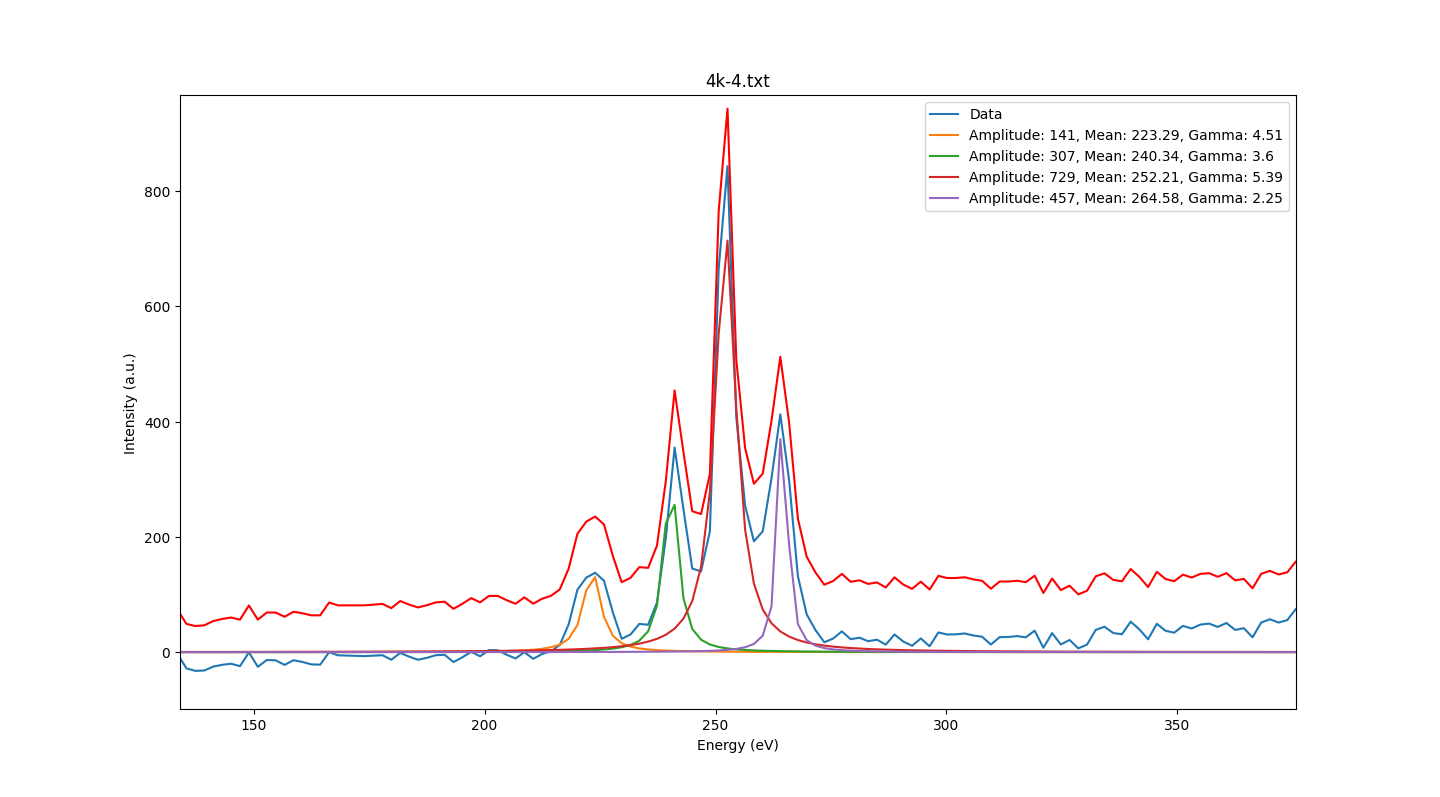 4k-4.txt
Data
Amplitude: 141, Mean: 223.29, Gamma: 4.51
Amplitude: 307, Mean: 240.34, Gamma: 3.6
Amplitude: 729, Mean: 252.21, Gamma: 5.39
Amplitude: 457, Mean: 264.58, Gamma: 2.25
800
600
400
200
0
Intensity (a.u.)
150 200 250 300 350
Energy (eV)